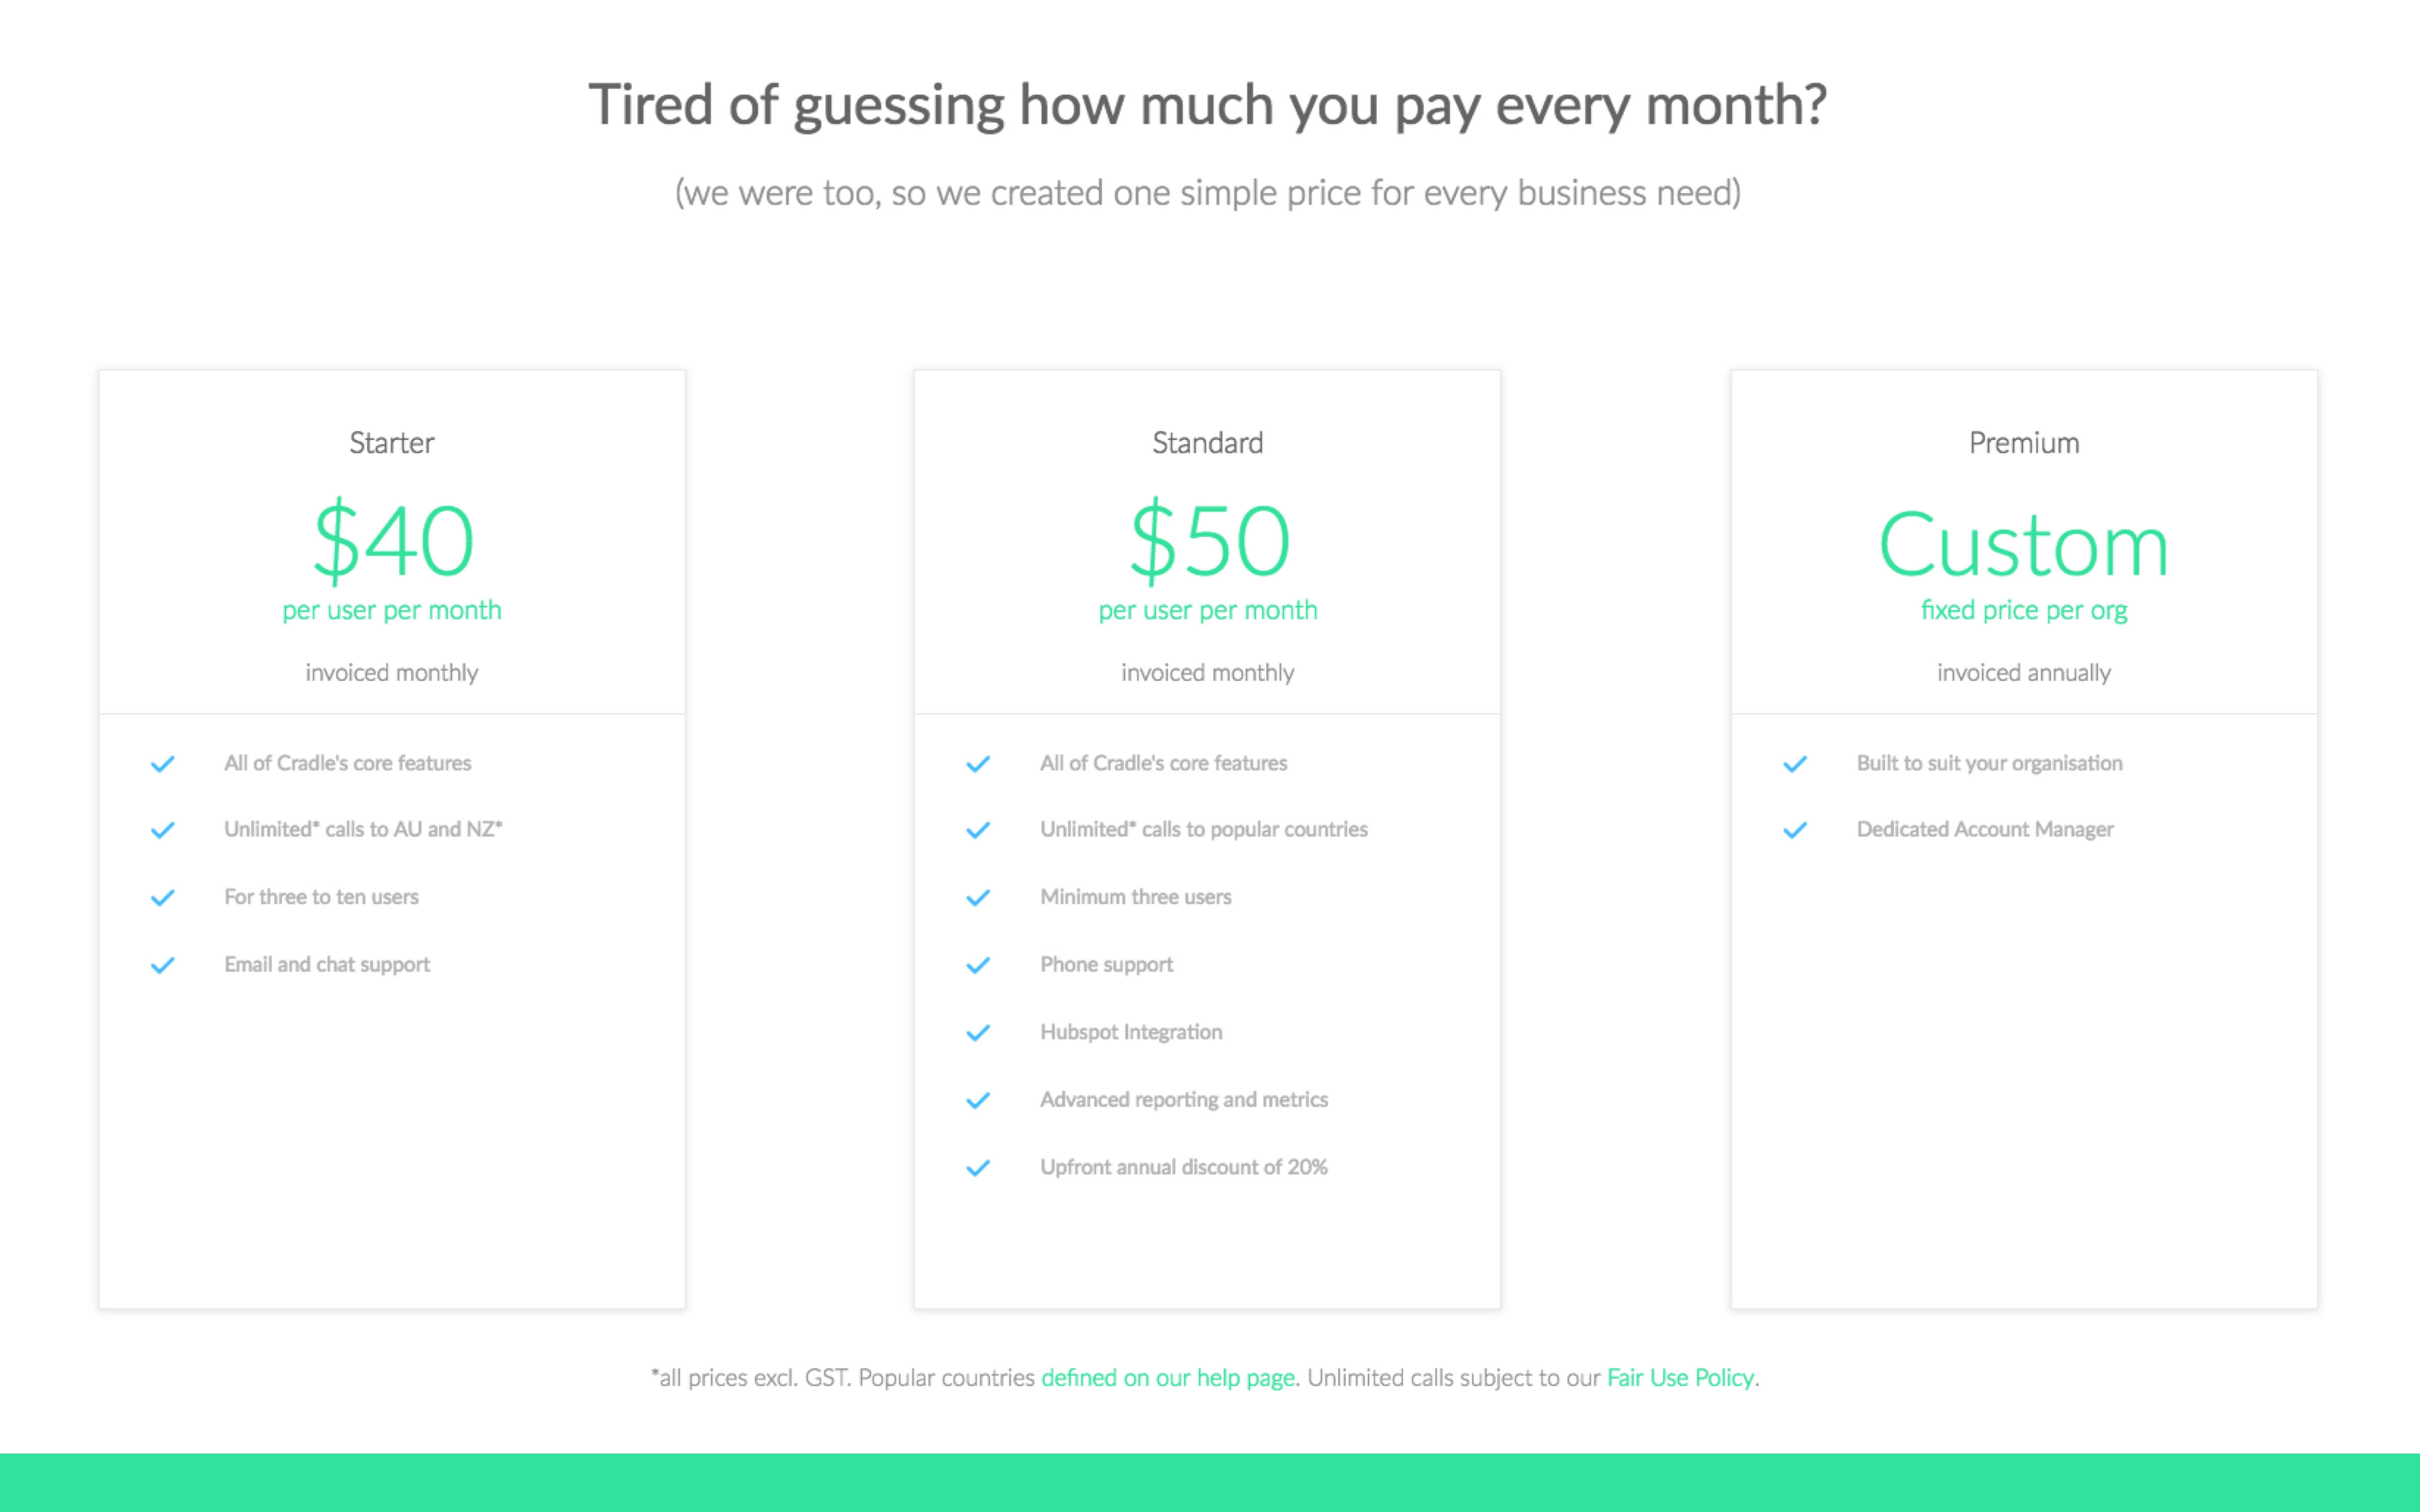 Tired of guessing how much you pay every month?
(we were too, so we created one simple price for every business need)
Starter
$40
per user per month
invoiced monthly
All of Cradle's core features
Unlimited* calls to AU and NZ*
For three to ten users
Email and chat support
Standard
$50
per user per month
invoiced monthly
All of Cradle's core features
Unlimited* calls to popular countries
Minimum three users
Phone support
Hubspot Integration
Advanced reporting and metrics
Upfront annual discount of 20%
Premium
Custom
fixed price per org
invoiced annually
Built to suit your organisation
Dedicated Account Manager
*all prices excl. GST. Popular countries defined on our help page. Unlimited calls subject to our Fair Use Policy.